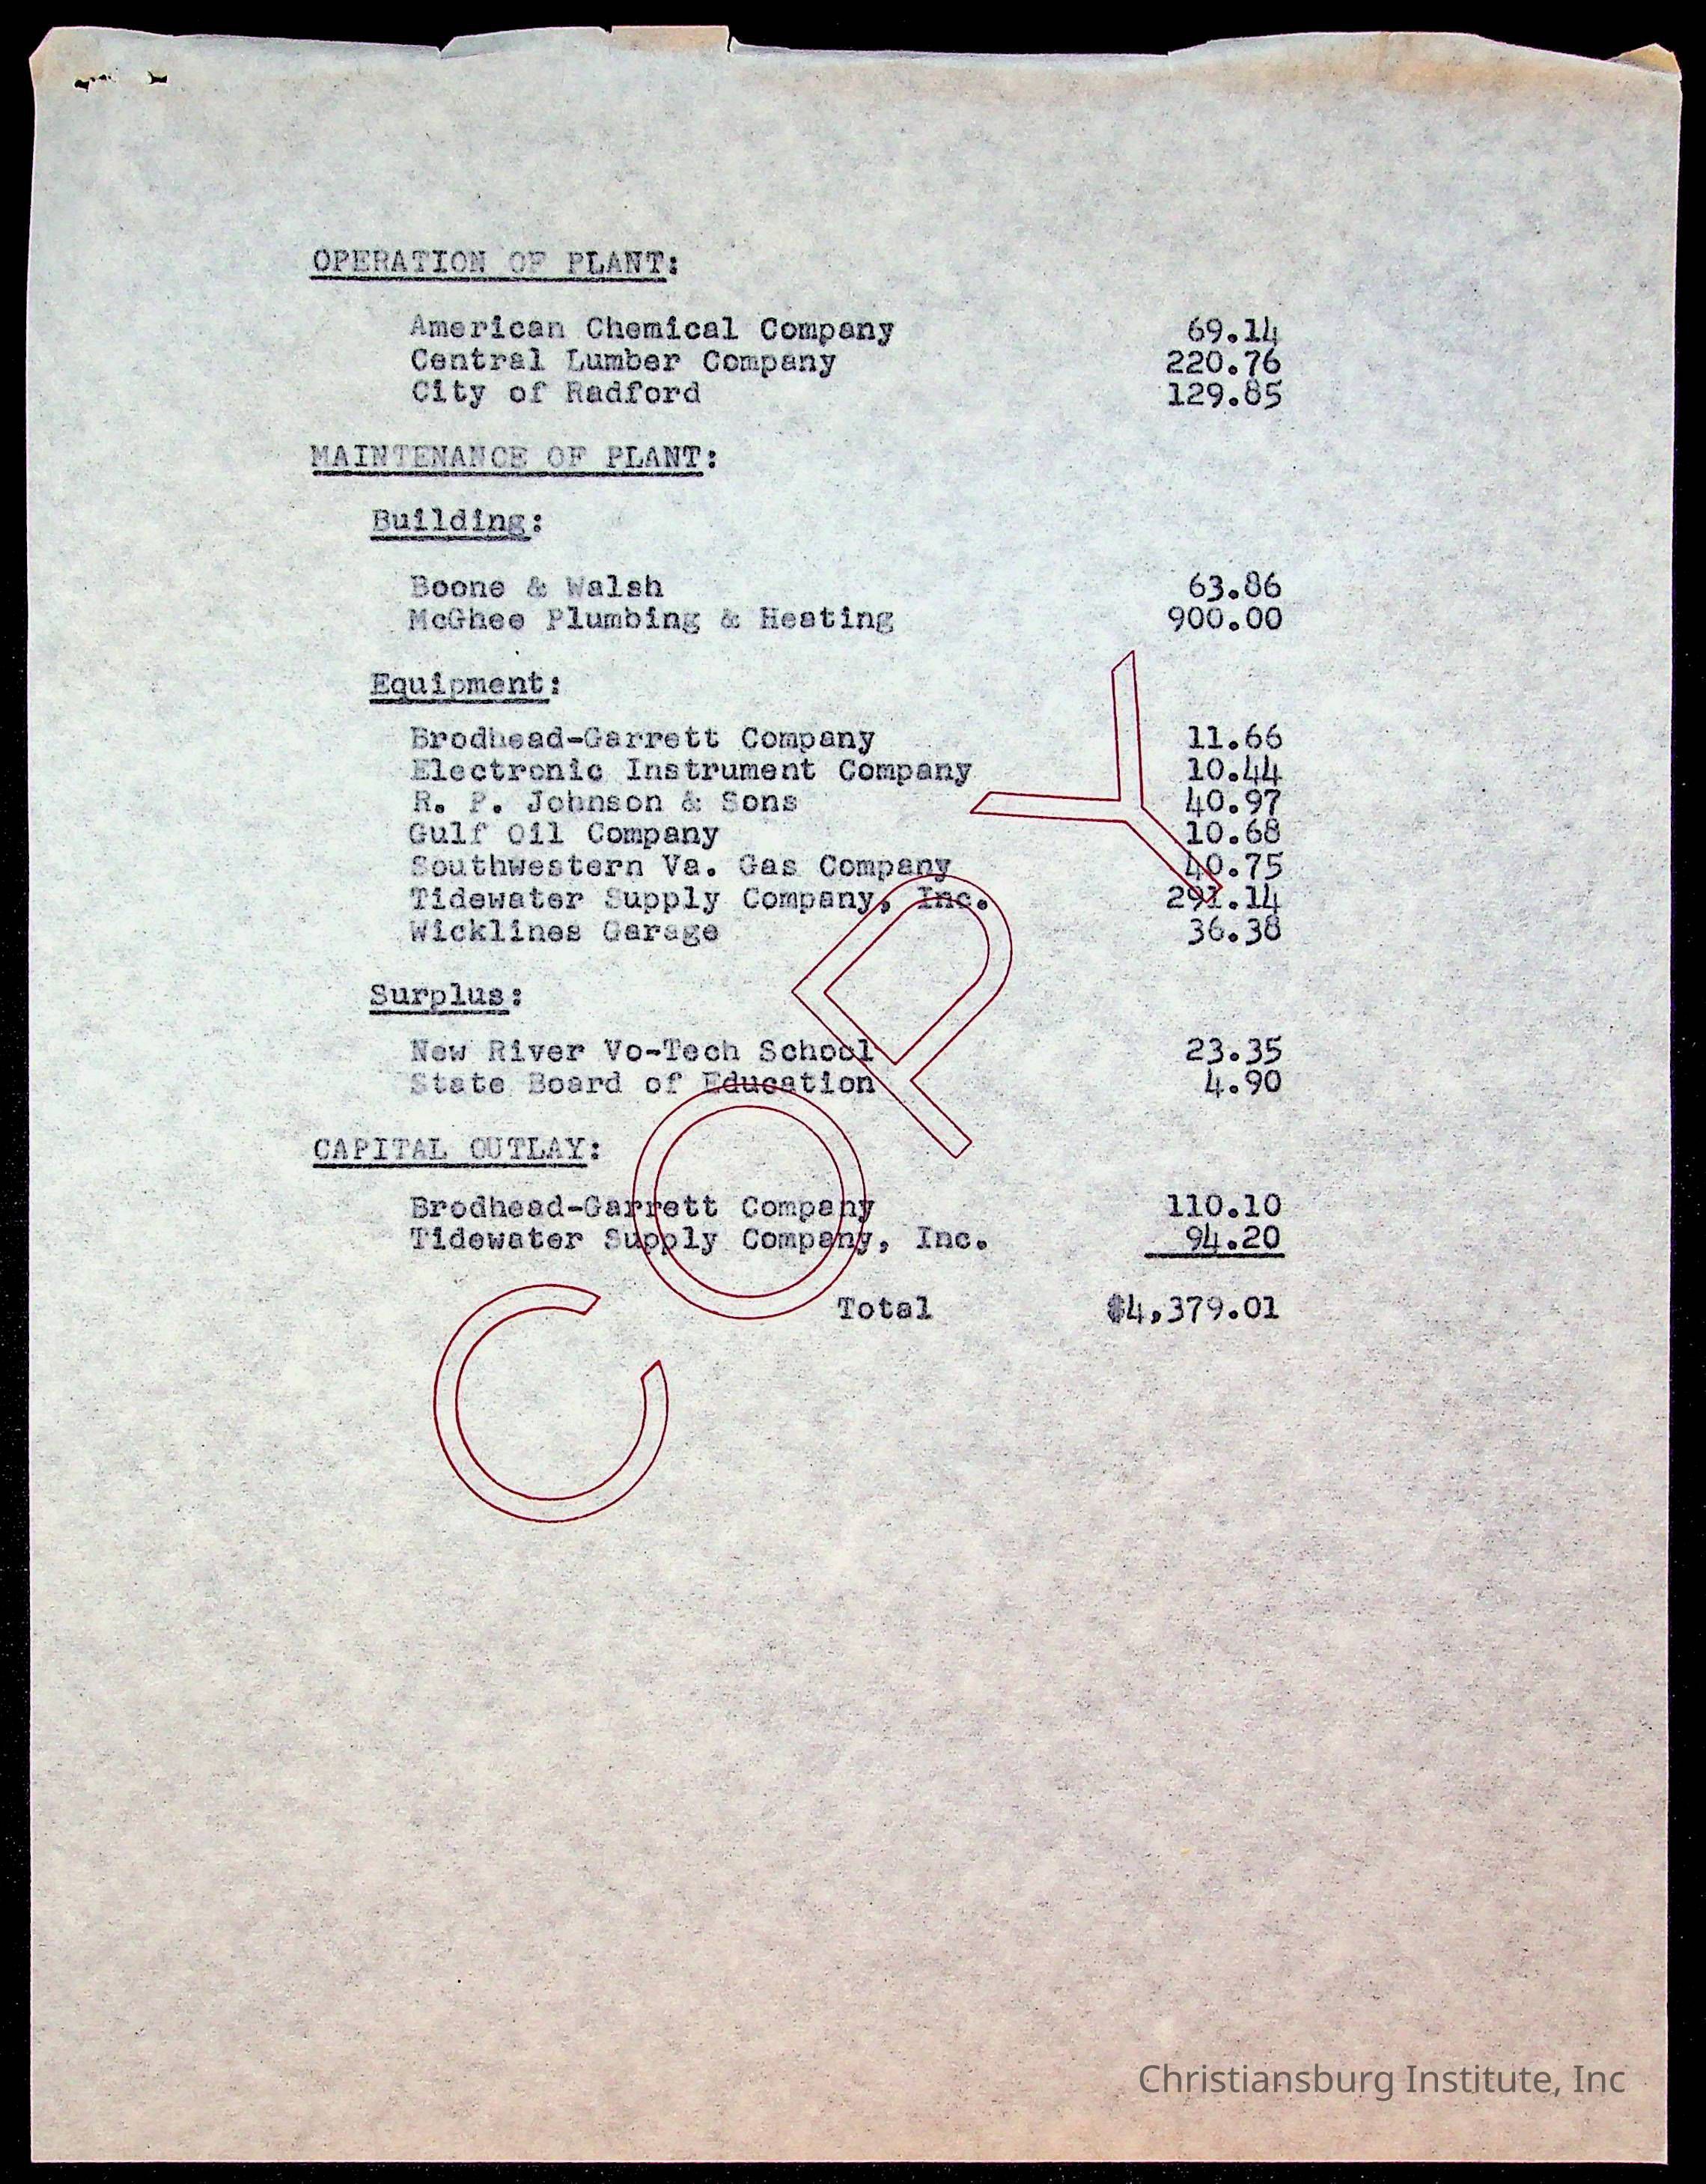 OPERATION OF PLANT:
American Chemical Company 69.14
Central Lumber Company 220.76
City of Radford 129.85
MAINTENANCE OF PLANT:
Building:
Boone & Walsh 63.86
McGhee Plumbing & Heating 900.00
Equipment:
Brodhead-Garrett Company 11.66
Electronic Instrument Company 10.44
R. P. Johnson & Sons 40.97
Gulf Oil Company 10.68
Southwestern Va. Gas Company 40.75
Tidewater Supply Company, Inc. 291.14
Wicklines Garage 36.38
Surplus:
New River Vo-Tech School 23.35
State Board of Education 4.90
CAPITAL OUTLAY:
Brodhead-Garrett Company 110.10
Tidewater Supply Company, Inc. 94.20
Total $4,379.01
COPY
Christiansburg Institute, Inc